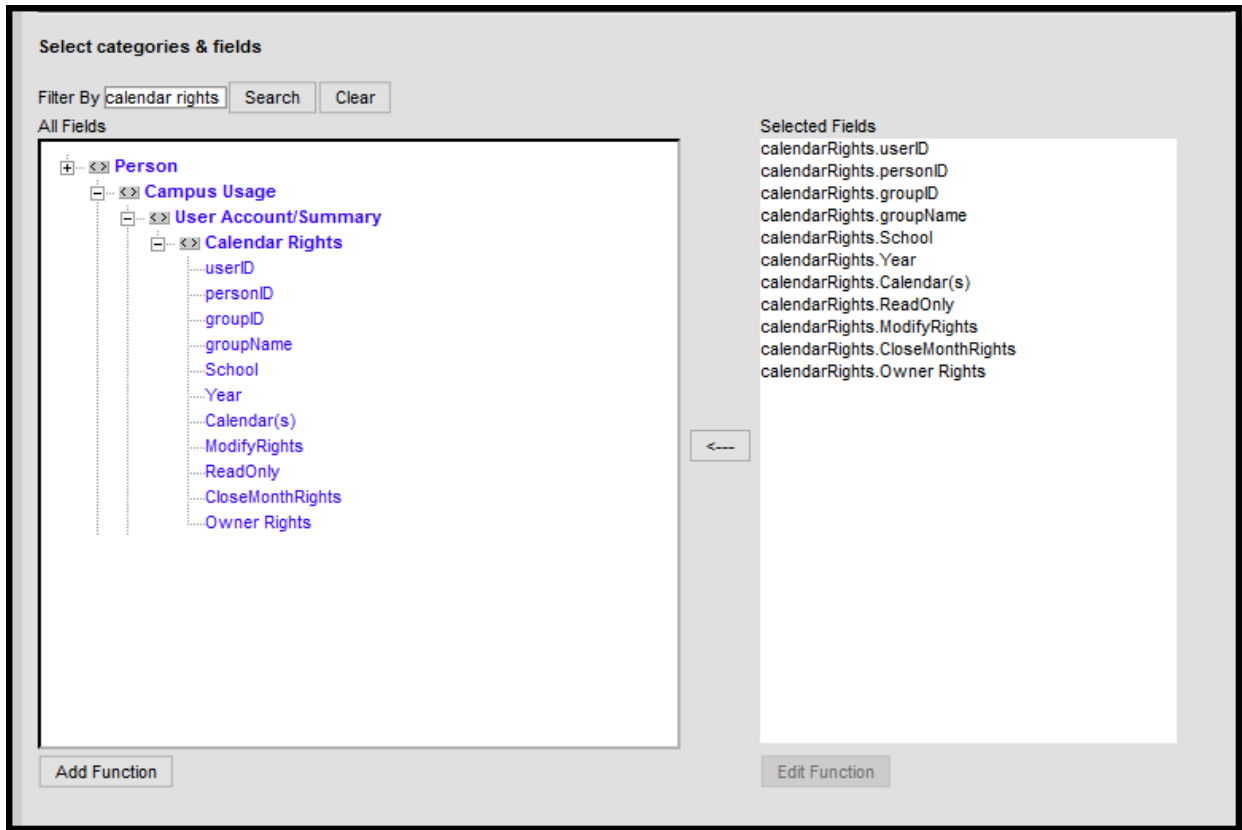 Select categories & fields
Filter By calendar rights Search Clear
All Fields
Person
Campus Usage
User Account/Summary
Calendar Rights
userID
personID
groupID
groupName
School
Year
Calendar(s)
ModifyRights
ReadOnly
CloseMonthRights
Owner Rights
Add Function
<---
Selected Fields
calendarRights.userID
calendarRights.personID
calendarRights.groupID
calendarRights.groupName
calendarRights.School
calendarRights.Year
calendarRights.Calendar(s)
calendarRights.ReadOnly
calendarRights.ModifyRights
calendarRights.CloseMonthRights
calendarRights.Owner Rights
Edit Function